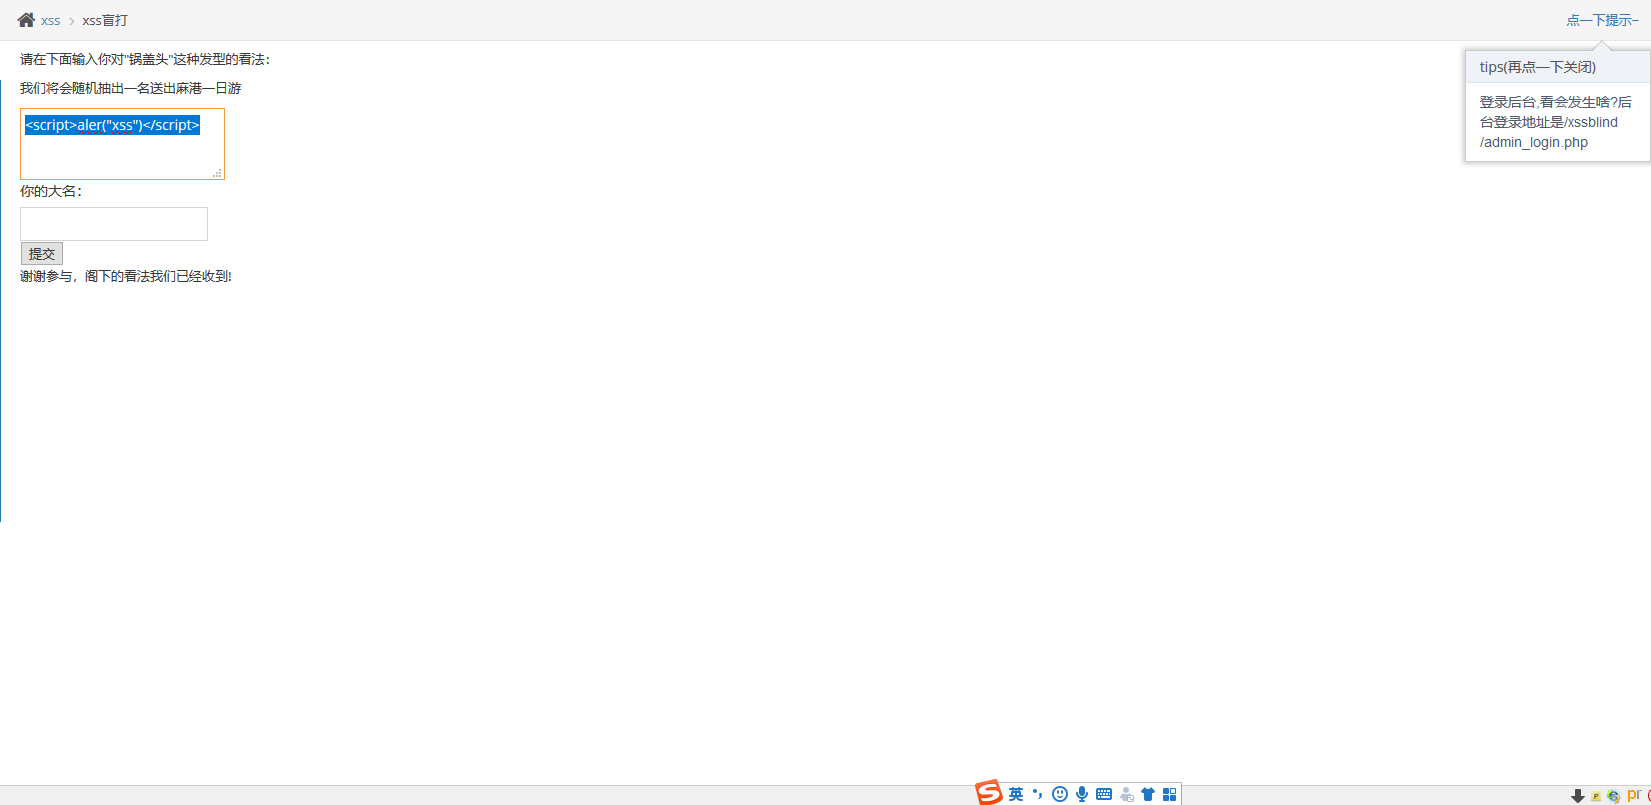 xss > xss盲打
点一下提示~
请在下面输入你对"锅盖头"这种发型的看法：
我们将会随机抽出一名送出麻港一日游
<script>aler("xss")</script>
你的大名：
提交
谢谢参与，阁下的看法我们已经收到!
tips(再点一下关闭)
登录后台,看会发生啥?后
台登录地址是/xssblind
/admin_login.php
英
pr